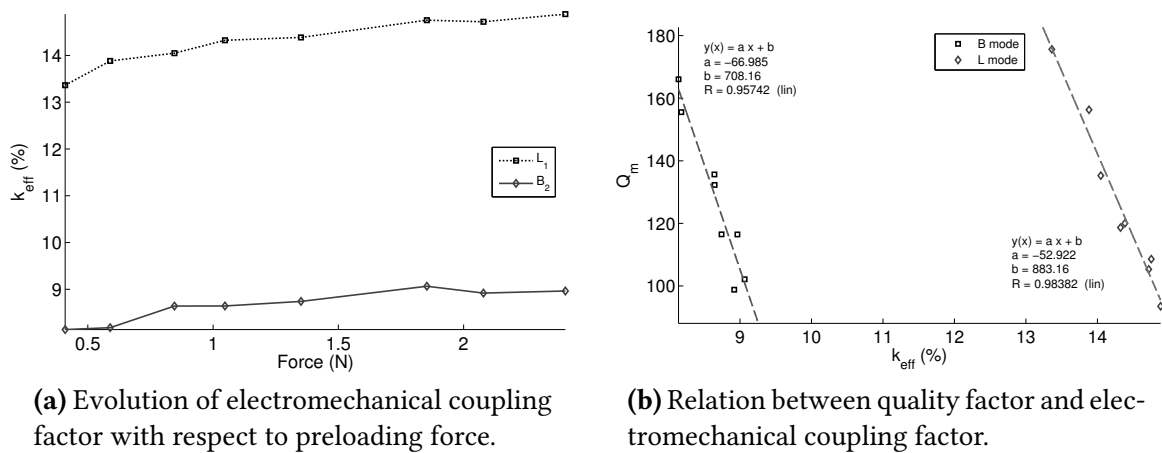 14
13
12
11
10
9
k_eff (%)
L_1
B_2
0.5 1 1.5 2
Force (N)
(a) Evolution of electromechanical coupling
factor with respect to preloading force.
180
160
140
120
100
Q_m
y(x) = a x + b
a = −66.985
b = 708.16
R = 0.95742 (lin)
B mode
L mode
y(x) = a x + b
a = −52.922
b = 883.16
R = 0.98382 (lin)
9 10 11 12 13 14
k_eff (%)
(b) Relation between quality factor and elec-
tromechanical coupling factor.